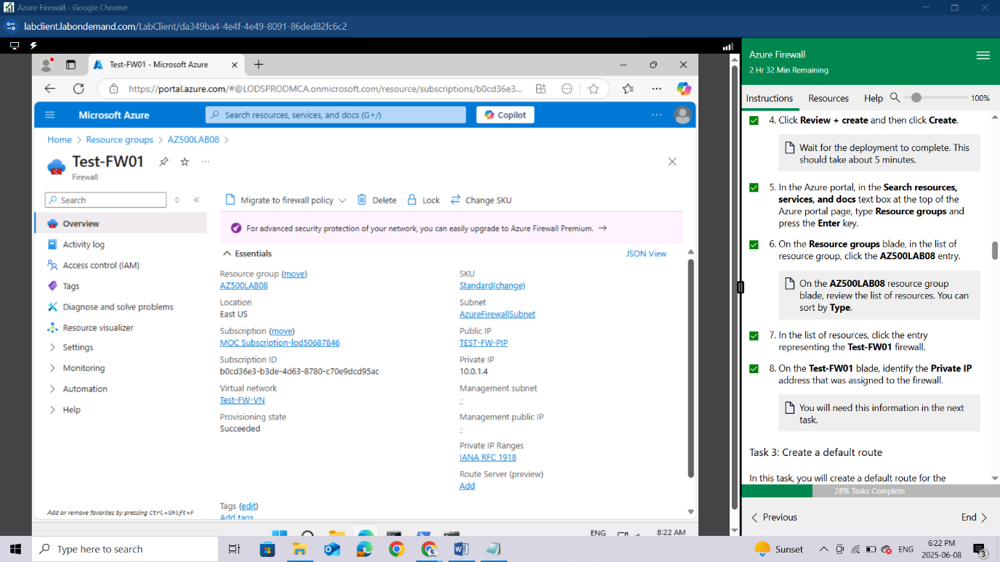 Azure Firewall - Google Chrome
labclient.labondemand.com/LabClient/da349ba4-4e4f-4e49-8091-86ded82fc6c2
Test-FW01 - Microsoft Azure
https://portal.azure.com/#@LODSPRODMCA.onmicrosoft.com/resource/subscriptions/b0cd36e3...
Microsoft Azure
Search resources, services, and docs (G+/)
Copilot
Home > Resource groups > AZ500LAB08 >
Test-FW01
Firewall
Search
Overview
Activity log
Access control (IAM)
Tags
Diagnose and solve problems
Resource visualizer
Settings
Monitoring
Automation
Help
Add or remove favorites by pressing Ctrl+Shift+F
Migrate to firewall policy
Delete
Lock
Change SKU
For advanced security protection of your network, you can easily upgrade to Azure Firewall Premium. →
Essentials
JSON View
Resource group (move)
AZ500LAB08
Location
East US
Subscription (move)
MOC Subscription-lod50687846
Subscription ID
b0cd36e3-b3de-4d63-8780-c70e9dcd95ac
Virtual network
Test-FW-VN
Provisioning state
Succeeded
SKU
Standard(change)
Subnet
AzureFirewallSubnet
Public IP
TEST-FW-PIP
Private IP
10.0.1.4
Management subnet
-
Management public IP
-
Private IP Ranges
IANA RFC 1918
Route Server (preview)
Add
Tags (edit)
Add tags
ENG
8:22 AM
Azure Firewall
2 Hr 32 Min Remaining
Instructions
Resources
Help
100%
4. Click Review + create and then click Create.
Wait for the deployment to complete. This
should take about 5 minutes.
5. In the Azure portal, in the Search resources,
services, and docs text box at the top of the
Azure portal page, type Resource groups and
press the Enter key.
6. On the Resource groups blade, in the list of
resource group, click the AZ500LAB08 entry.
On the AZ500LAB08 resource group
blade, review the list of resources. You can
sort by Type.
7. In the list of resources, click the entry
representing the Test-FW01 firewall.
8. On the Test-FW01 blade, identify the Private IP
address that was assigned to the firewall.
You will need this information in the next
task.
Task 3: Create a default route
In this task, you will create a default route for the
28% Tasks Complete
Previous
End
Type here to search
Sunset
ENG
6:22 PM
2025-06-08
3